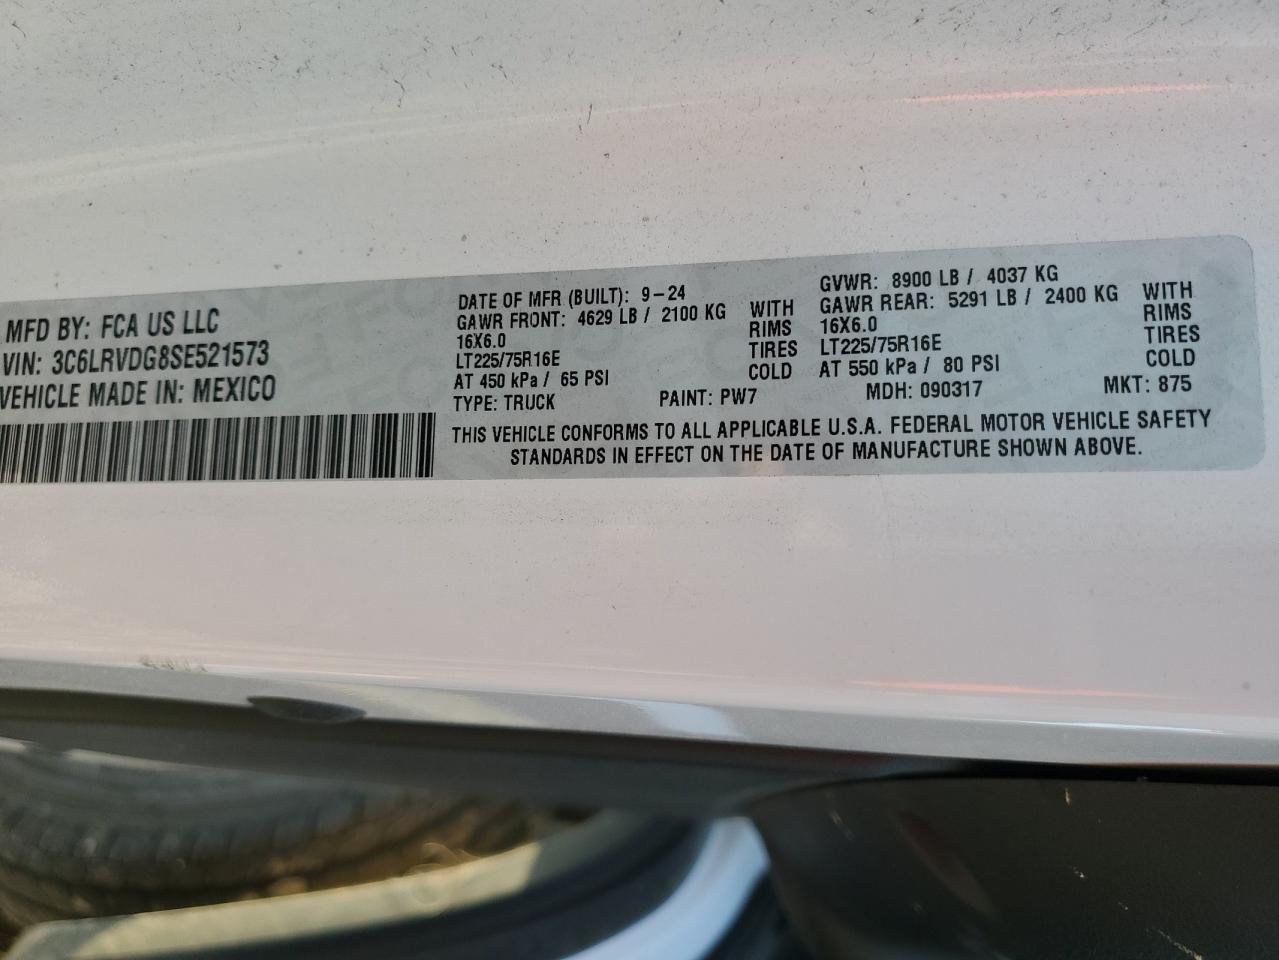 MFD BY: FCA US LLC
VIN: 3C6LRVDG8SE521573
VEHICLE MADE IN: MEXICO
DATE OF MFR (BUILT): 9-24
GAWR FRONT: 4629 LB / 2100 KG WITH
16X6.0 RIMS
LT225/75R16E TIRES
AT 450 kPa / 65 PSI COLD
GVWR: 8900 LB / 4037 KG
GAWR REAR: 5291 LB / 2400 KG WITH
16X6.0 RIMS
LT225/75R16E TIRES
AT 550 kPa / 80 PSI COLD
TYPE: TRUCK PAINT: PW7 MDH: 090317 MKT: 875
THIS VEHICLE CONFORMS TO ALL APPLICABLE U.S.A. FEDERAL MOTOR VEHICLE SAFETY
STANDARDS IN EFFECT ON THE DATE OF MANUFACTURE SHOWN ABOVE.